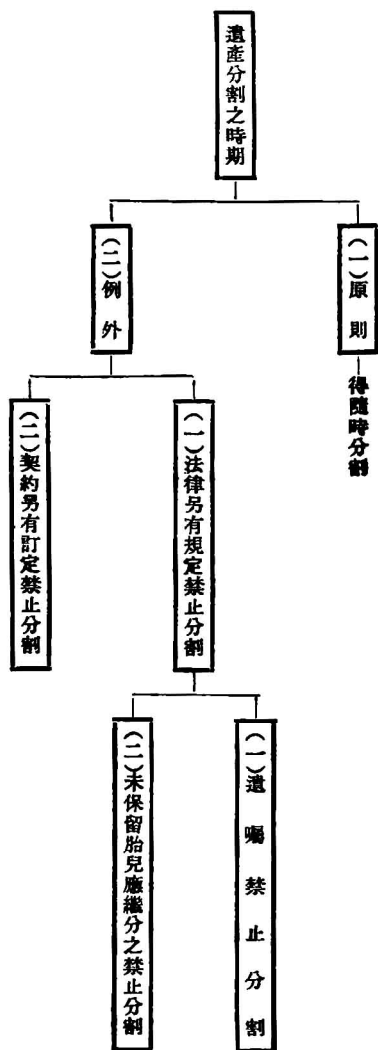 遺產分割之時期
（一）原則
得隨時分割
（二）例外
（一）法律另有規定禁止分割
（一）遺囑禁止分割
（二）未保留胎兒應繼分之禁止分割
（二）契約另有訂定禁止分割